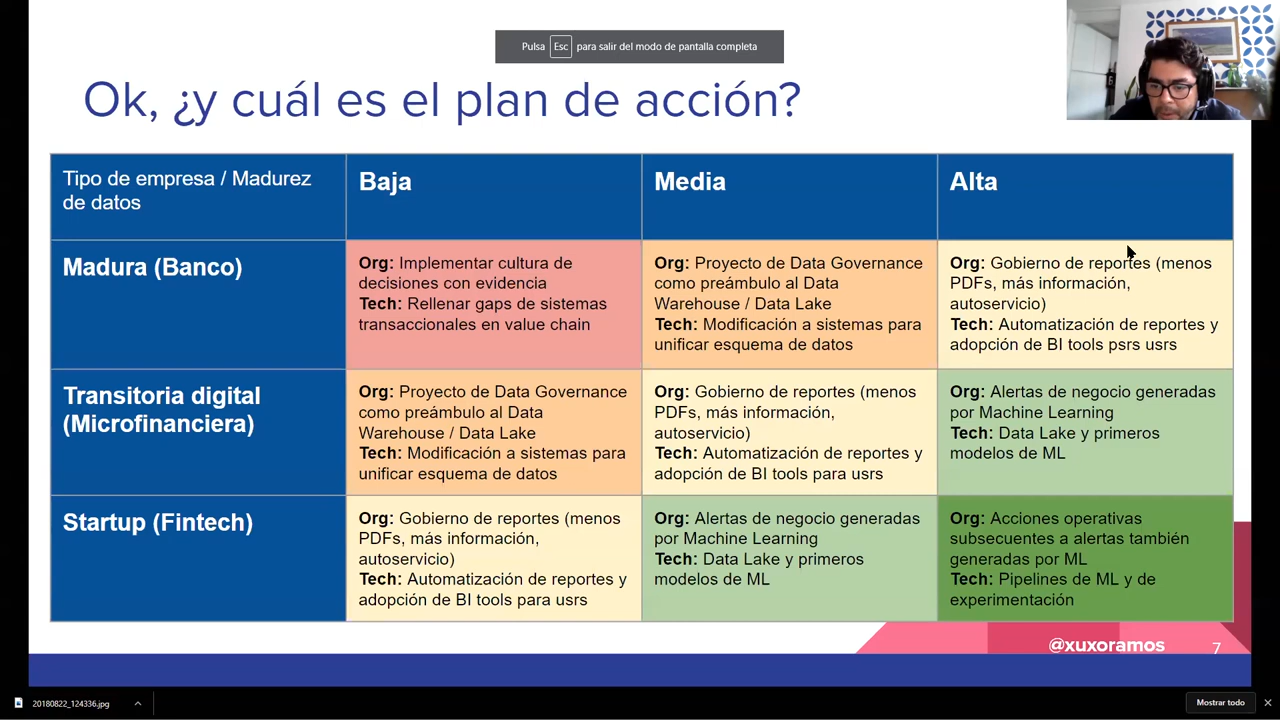 Pulsa Esc para salir del modo de pantalla completa
Ok, ¿y cuál es el plan de acción?
Tipo de empresa / Madurez
de datos
Baja
Media
Alta
Madura (Banco)
Org: Implementar cultura de
decisiones con evidencia
Tech: Rellenar gaps de sistemas
transaccionales en value chain
Org: Proyecto de Data Governance
como preámbulo al Data
Warehouse / Data Lake
Tech: Modificación a sistemas para
unificar esquema de datos
Org: Gobierno de reportes (menos
PDFs, más información,
autoservicio)
Tech: Automatización de reportes y
adopción de BI tools psrs usrs
Transitoria digital
(Microfinanciera)
Org: Proyecto de Data Governance
como preámbulo al Data
Warehouse / Data Lake
Tech: Modificación a sistemas para
unificar esquema de datos
Org: Gobierno de reportes (menos
PDFs, más información,
autoservicio)
Tech: Automatización de reportes y
adopción de BI tools para usrs
Org: Alertas de negocio generadas
por Machine Learning
Tech: Data Lake y primeros
modelos de ML
Startup (Fintech)
Org: Gobierno de reportes (menos
PDFs, más información,
autoservicio)
Tech: Automatización de reportes y
adopción de BI tools para usrs
Org: Alertas de negocio generadas
por Machine Learning
Tech: Data Lake y primeros
modelos de ML
Org: Acciones operativas
subsecuentes a alertas también
generadas por ML
Tech: Pipelines de ML y de
experimentación
@xuxoramos
7
20180822_124336.jpg
Mostrar todo